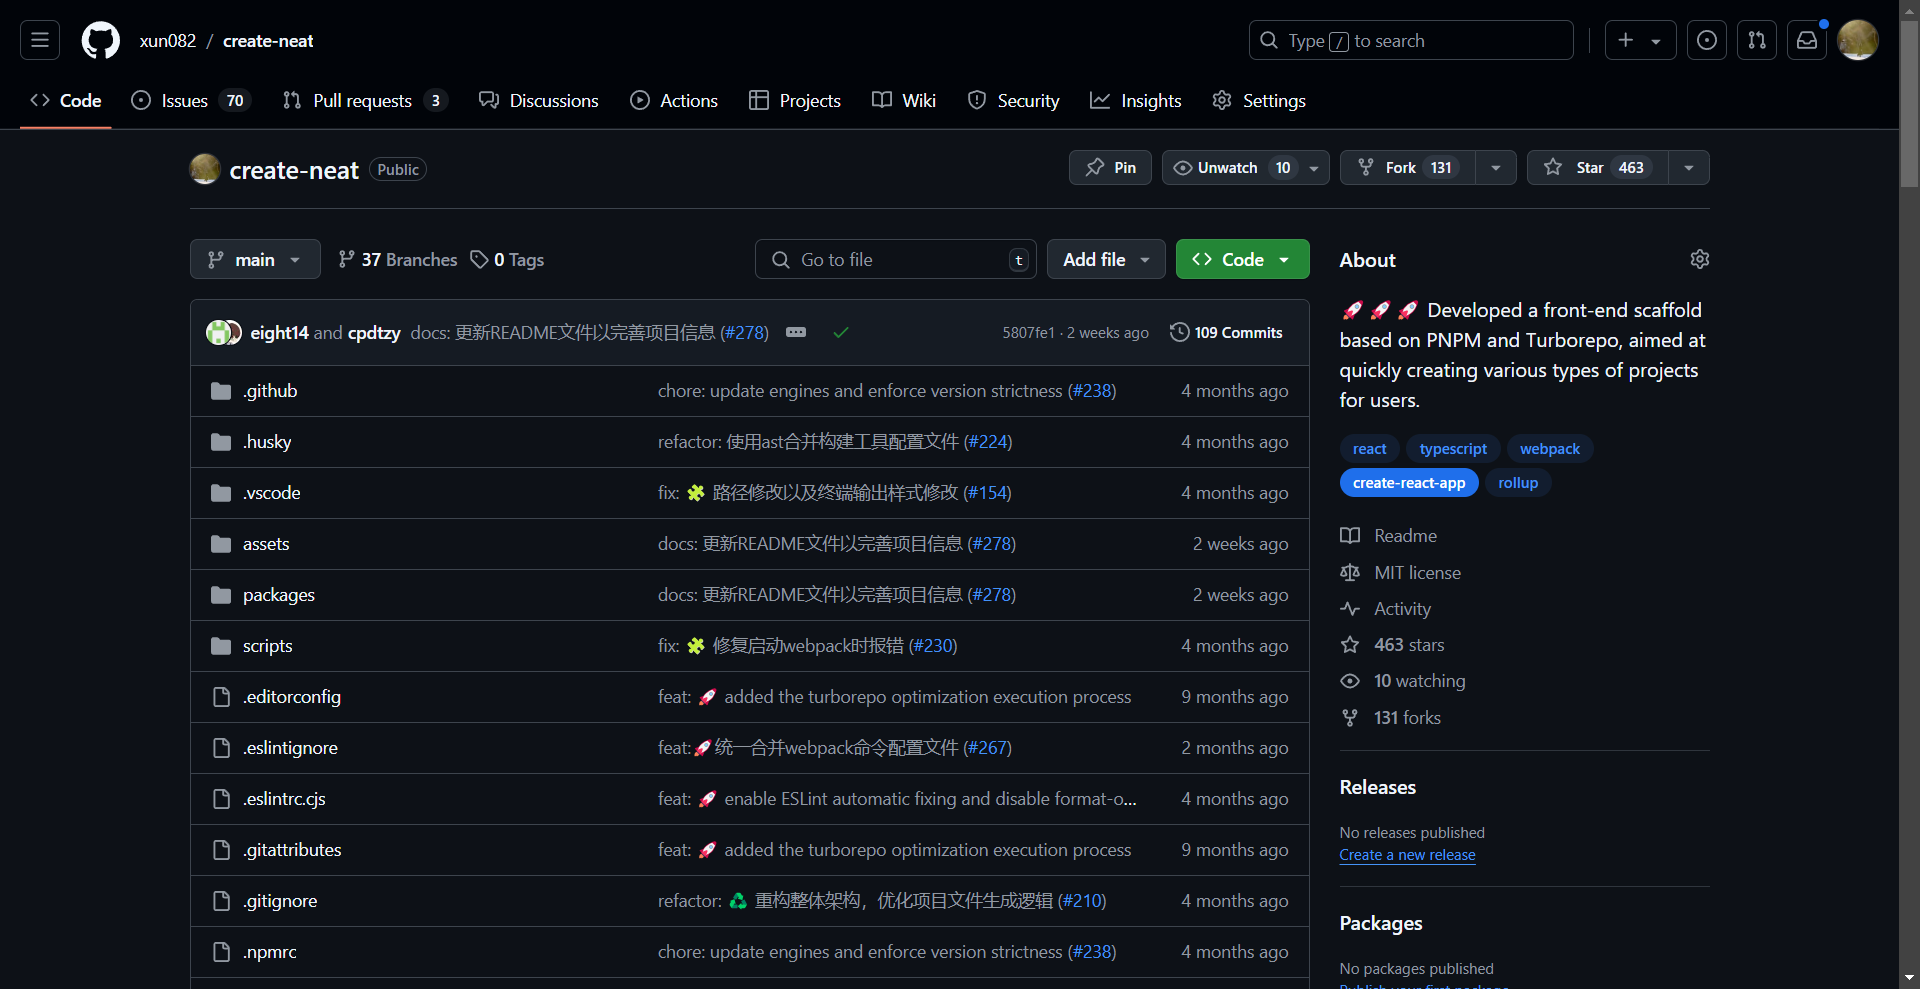 xun082 / create-neat
Type / to search
Code
Issues 70
Pull requests 3
Discussions
Actions
Projects
Wiki
Security
Insights
Settings
create-neat Public
Pin
Unwatch 10
Fork 131
Star 463
main
37 Branches
0 Tags
Go to file t
Add file
Code
eight14 and cpdtzy docs: 更新README文件以完善项目信息 (#278)
5807fe1 · 2 weeks ago
109 Commits
.github chore: update engines and enforce version strictness (#238) 4 months ago
.husky refactor: 使用ast合并构建工具配置文件 (#224) 4 months ago
.vscode fix: 🧩 路径修改以及终端输出样式修改 (#154) 4 months ago
assets docs: 更新README文件以完善项目信息 (#278) 2 weeks ago
packages docs: 更新README文件以完善项目信息 (#278) 2 weeks ago
scripts fix: 🧩 修复启动webpack时报错 (#230) 4 months ago
.editorconfig feat: 🚀 added the turborepo optimization execution process 9 months ago
.eslintignore feat:🚀统一合并webpack命令配置文件 (#267) 2 months ago
.eslintrc.cjs feat: 🚀 enable ESLint automatic fixing and disable format-o... 4 months ago
.gitattributes feat: 🚀 added the turborepo optimization execution process 9 months ago
.gitignore refactor: ♻️ 重构整体架构，优化项目文件生成逻辑 (#210) 4 months ago
.npmrc chore: update engines and enforce version strictness (#238) 4 months ago
About
🚀 🚀 🚀 Developed a front-end scaffold
based on PNPM and Turborepo, aimed at
quickly creating various types of projects
for users.
react typescript webpack
create-react-app rollup
Readme
MIT license
Activity
463 stars
10 watching
131 forks
Releases
No releases published
Create a new release
Packages
No packages published
Publish your first package